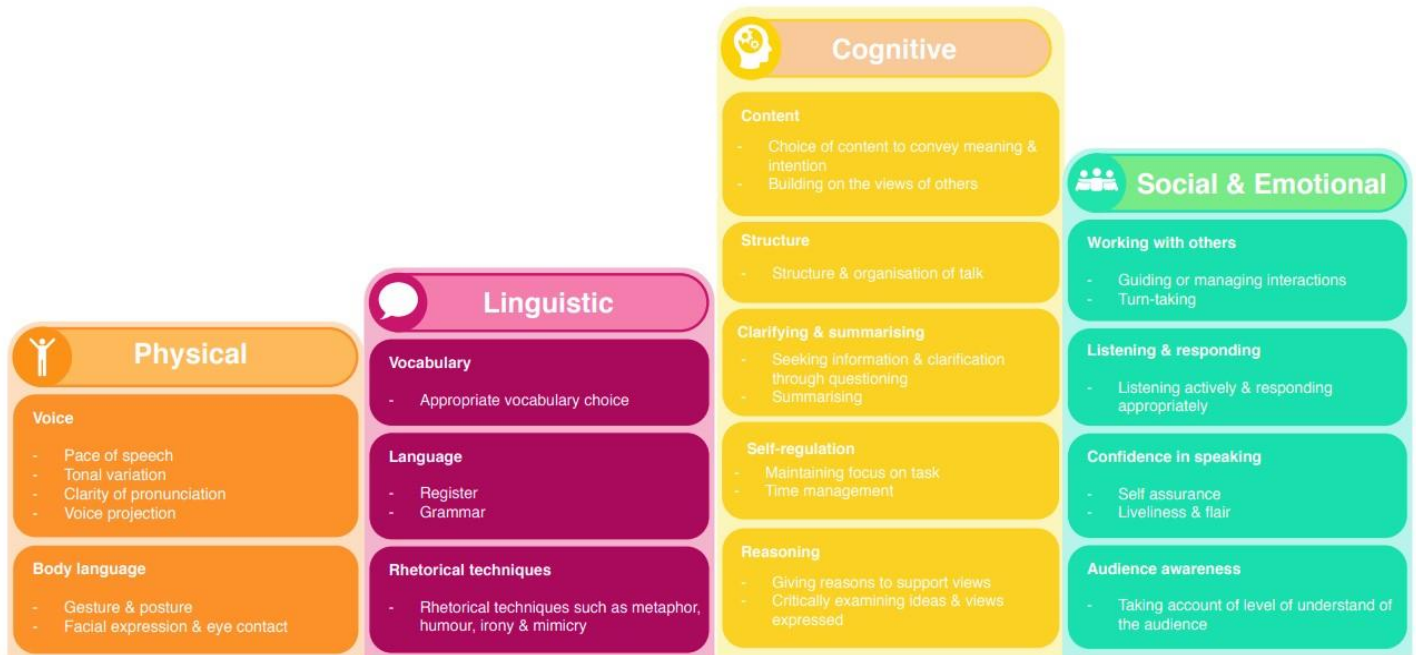 Physical
Voice
- Pace of speech
- Tonal variation
- Clarity of pronunciation
- Voice projection
Body language
- Gesture & posture
- Facial expression & eye contact
Linguistic
Vocabulary
- Appropriate vocabulary choice
Language
- Register
- Grammar
Rhetorical techniques
- Rhetorical techniques such as metaphor,
humour, irony & mimicry
Cognitive
Content
- Choice of content to convey meaning &
intention
- Building on the views of others
Structure
- Structure & organisation of talk
Clarifying & summarising
- Seeking information & clarification
through questioning
- Summarising
Self-regulation
- Maintaining focus on task
- Time management
Reasoning
- Giving reasons to support views
- Critically examining ideas & views
expressed
Social & Emotional
Working with others
- Guiding or managing interactions
- Turn-taking
Listening & responding
- Listening actively & responding
appropriately
Confidence in speaking
- Self assurance
- Liveliness & flair
Audience awareness
- Taking account of level of understand of
the audience